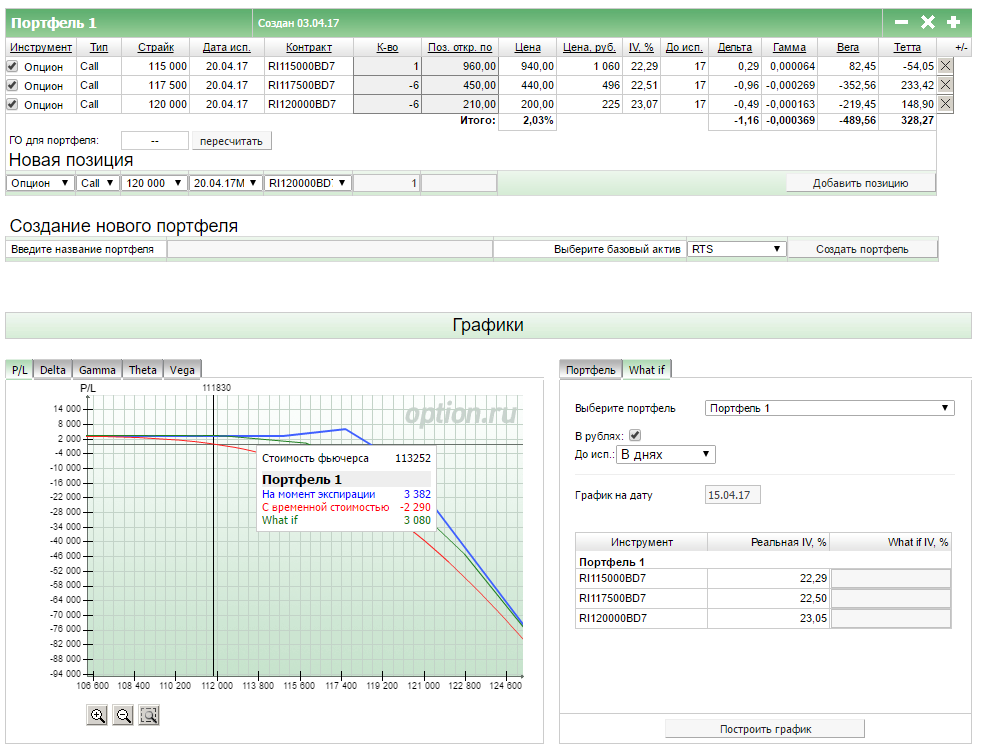 Портфель 1 Создан 03.04.17
Инструмент Тип Страйк Дата исп. Контракт К-во Поз. откр. по Цена Цена, руб. IV, % До исп. Дельта Гамма Вега Тетта +/-
Опцион Call 115 000 20.04.17 RI115000BD7 1 960,00 940,00 1 060 22,29 17 0,29 0,000064 82,45 -54,05
Опцион Call 117 500 20.04.17 RI117500BD7 -6 450,00 440,00 496 22,51 17 -0,96 -0,000269 -352,56 233,42
Опцион Call 120 000 20.04.17 RI120000BD7 -6 210,00 200,00 225 23,07 17 -0,49 -0,000163 -219,45 148,90
Итого: 2,03% -1,16 -0,000369 -489,56 328,27
ГО для портфеля: -- пересчитать
Новая позиция
Опцион Call 120 000 20.04.17М RI120000BD7 1 Добавить позицию
Создание нового портфеля
Введите название портфеля Выберите базовый актив RTS Создать портфель
Графики
P/L Delta Gamma Theta Vega
P/L 111830
option.ru
14 000
8 000
2 000
-4 000
-10 000
-16 000
-22 000
-28 000
-34 000
-40 000
-46 000
-52 000
-58 000
-64 000
-70 000
-76 000
-82 000
-88 000
-94 000
106 600 108 400 110 200 112 000 113 800 115 600 117 400 119 200 121 000 122 800 124 600
Стоимость фьючерса 113252
Портфель 1
На момент экспирации 3 382
С временной стоимостью -2 290
What if 3 080
Портфель What if
Выберите портфель Портфель 1
В рублях:
До исп.: В днях
График на дату 15.04.17
Инструмент Реальная IV, % What if IV, %
Портфель 1
RI115000BD7 22,29
RI117500BD7 22,50
RI120000BD7 23,05
Построить график